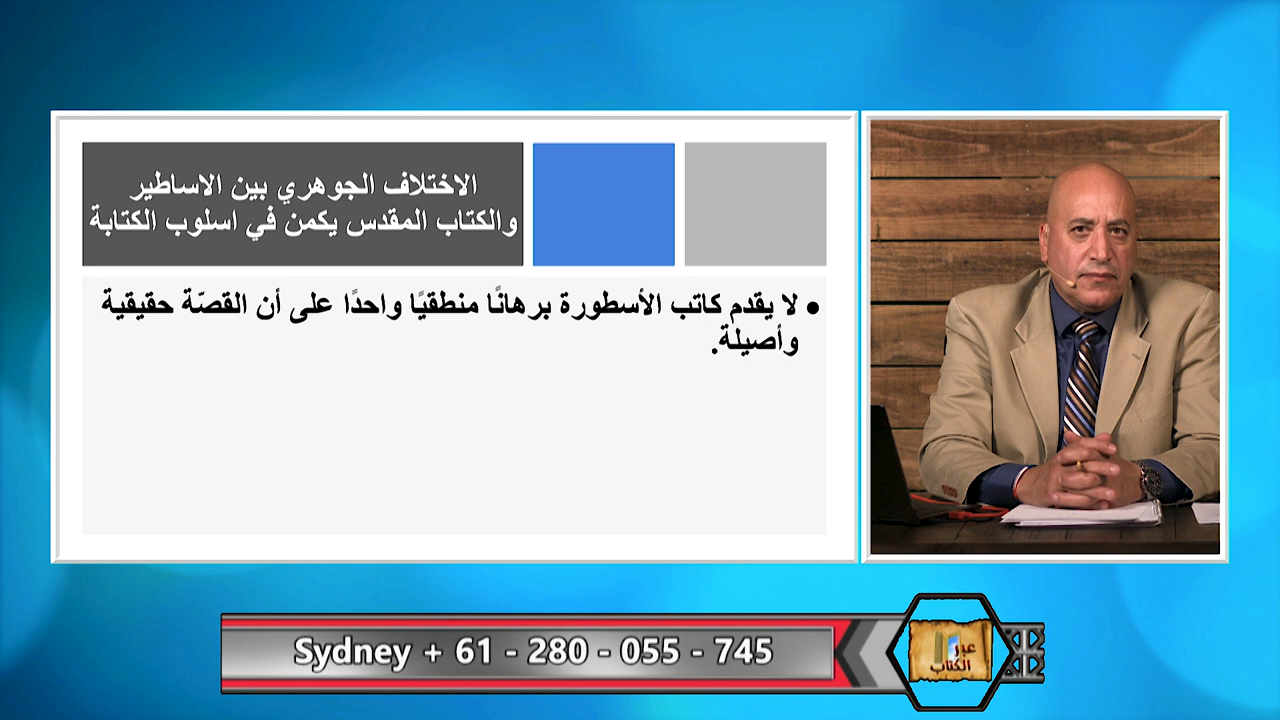 الاختلاف الجوهري بين الاساطير
والكتاب المقدس يكمن في اسلوب الكتابة
• لا يقدم كاتب الأسطورة برهانًا منطقيًا واحدًا على أن القصّة حقيقية
وأصيلة.
Sydney + 61 - 280 - 055 - 745
عبر
الكتاب